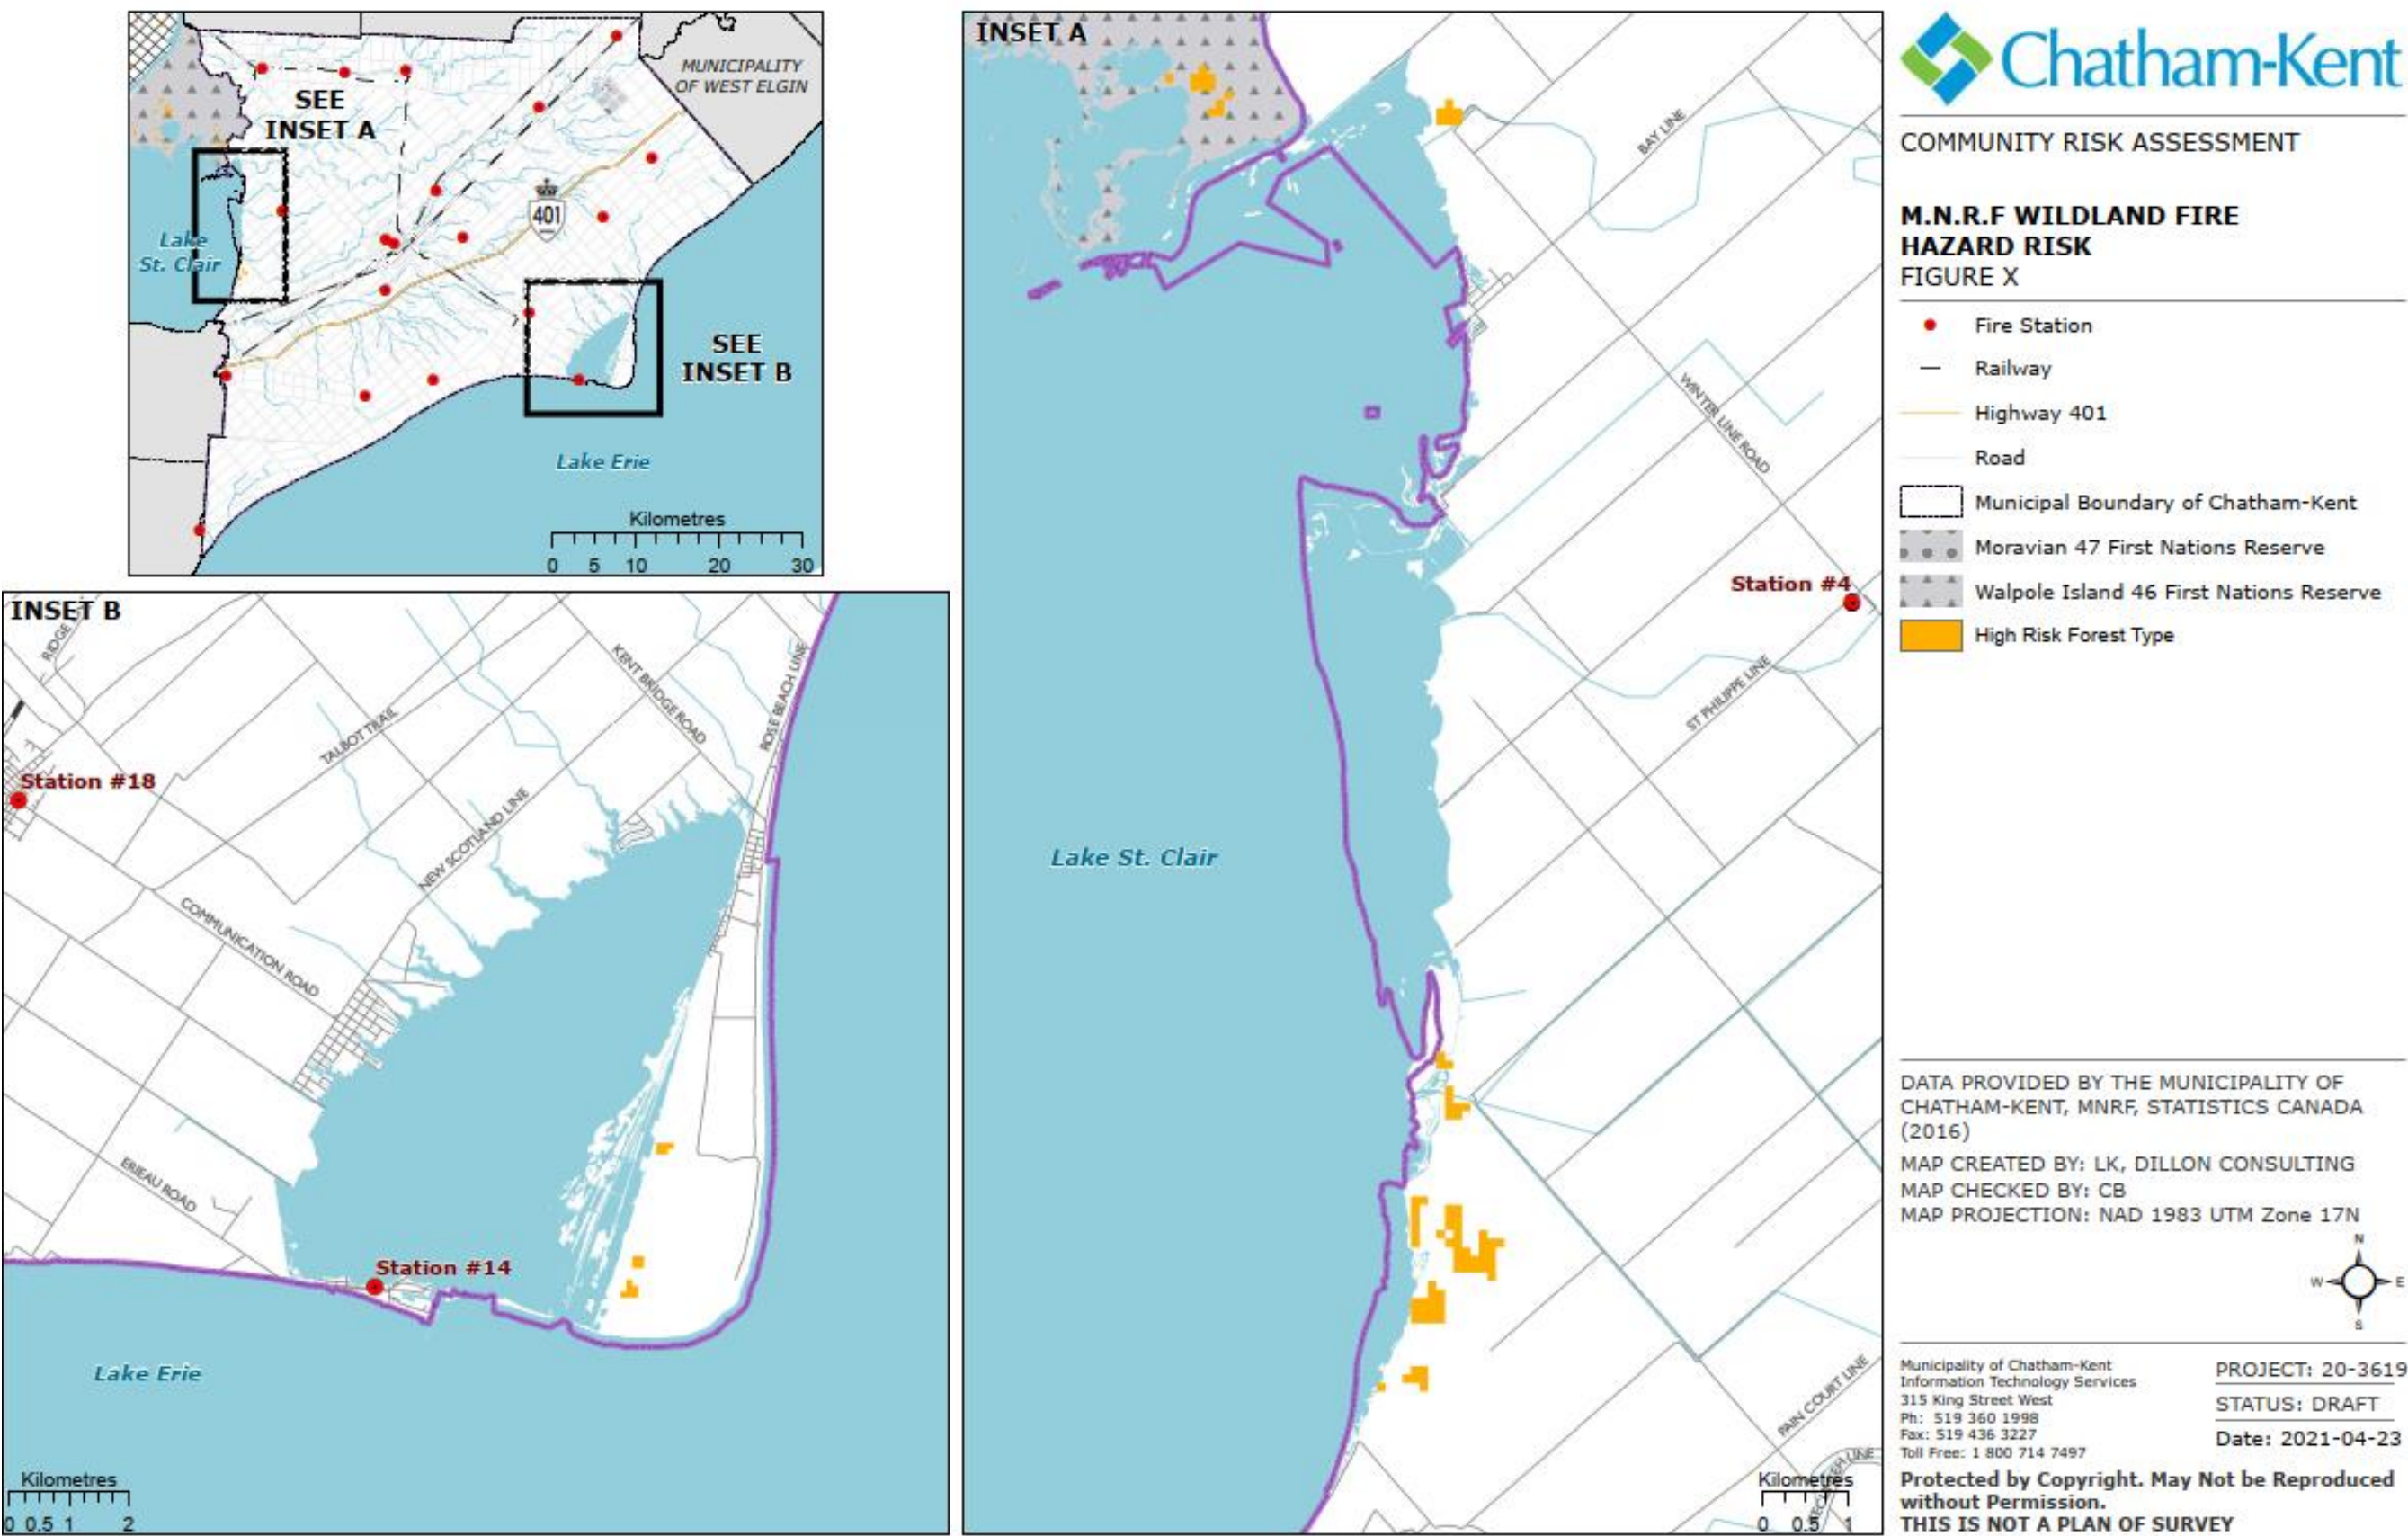 MUNICIPALITY
OF WEST ELGIN
SEE
INSET A
401
Lake
St. Clair
SEE
INSET B
Lake Erie
Kilometres
0 5 10 20 30
INSET B
RIDGE
TALBOT TRAIL
KENT BRIDGE ROAD
ROSE BEACH LINE
Station #18
NEW SCOTLAND LINE
COMMUNICATION ROAD
ERIEAU ROAD
Station #14
Lake Erie
Kilometres
0 0.5 1 2
INSET A
BAY LINE
WINTER LINE ROAD
Station #4
ST PHILIPPE LINE
Lake St. Clair
PAIN COURT LINE
LINE
Kilometres
0 0.5 1
Chatham-Kent
COMMUNITY RISK ASSESSMENT
M.N.R.F WILDLAND FIRE
HAZARD RISK
FIGURE X
Fire Station
Railway
Highway 401
Road
Municipal Boundary of Chatham-Kent
Moravian 47 First Nations Reserve
Walpole Island 46 First Nations Reserve
High Risk Forest Type
DATA PROVIDED BY THE MUNICIPALITY OF
CHATHAM-KENT, MNRF, STATISTICS CANADA
(2016)
MAP CREATED BY: LK, DILLON CONSULTING
MAP CHECKED BY: CB
MAP PROJECTION: NAD 1983 UTM Zone 17N
N
W E
S
Municipality of Chatham-Kent
Information Technology Services
315 King Street West
Ph: 519 360 1998
Fax: 519 436 3227
Toll Free: 1 800 714 7497
PROJECT: 20-3619
STATUS: DRAFT
Date: 2021-04-23
Protected by Copyright. May Not be Reproduced
without Permission.
THIS IS NOT A PLAN OF SURVEY